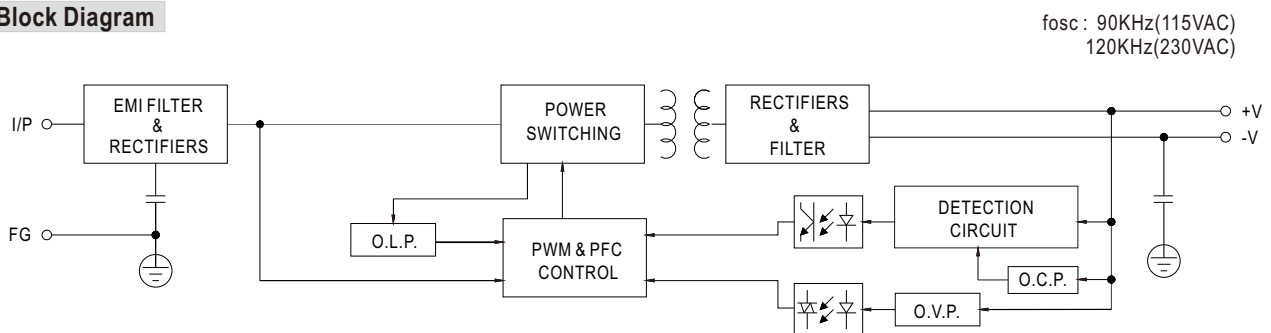 Block Diagram
fosc : 90KHz(115VAC)
120KHz(230VAC)
I/P
EMI FILTER
&
RECTIFIERS
POWER
SWITCHING
RECTIFIERS
&
FILTER
+V
-V
FG
O.L.P.
PWM & PFC
CONTROL
DETECTION
CIRCUIT
O.C.P.
O.V.P.